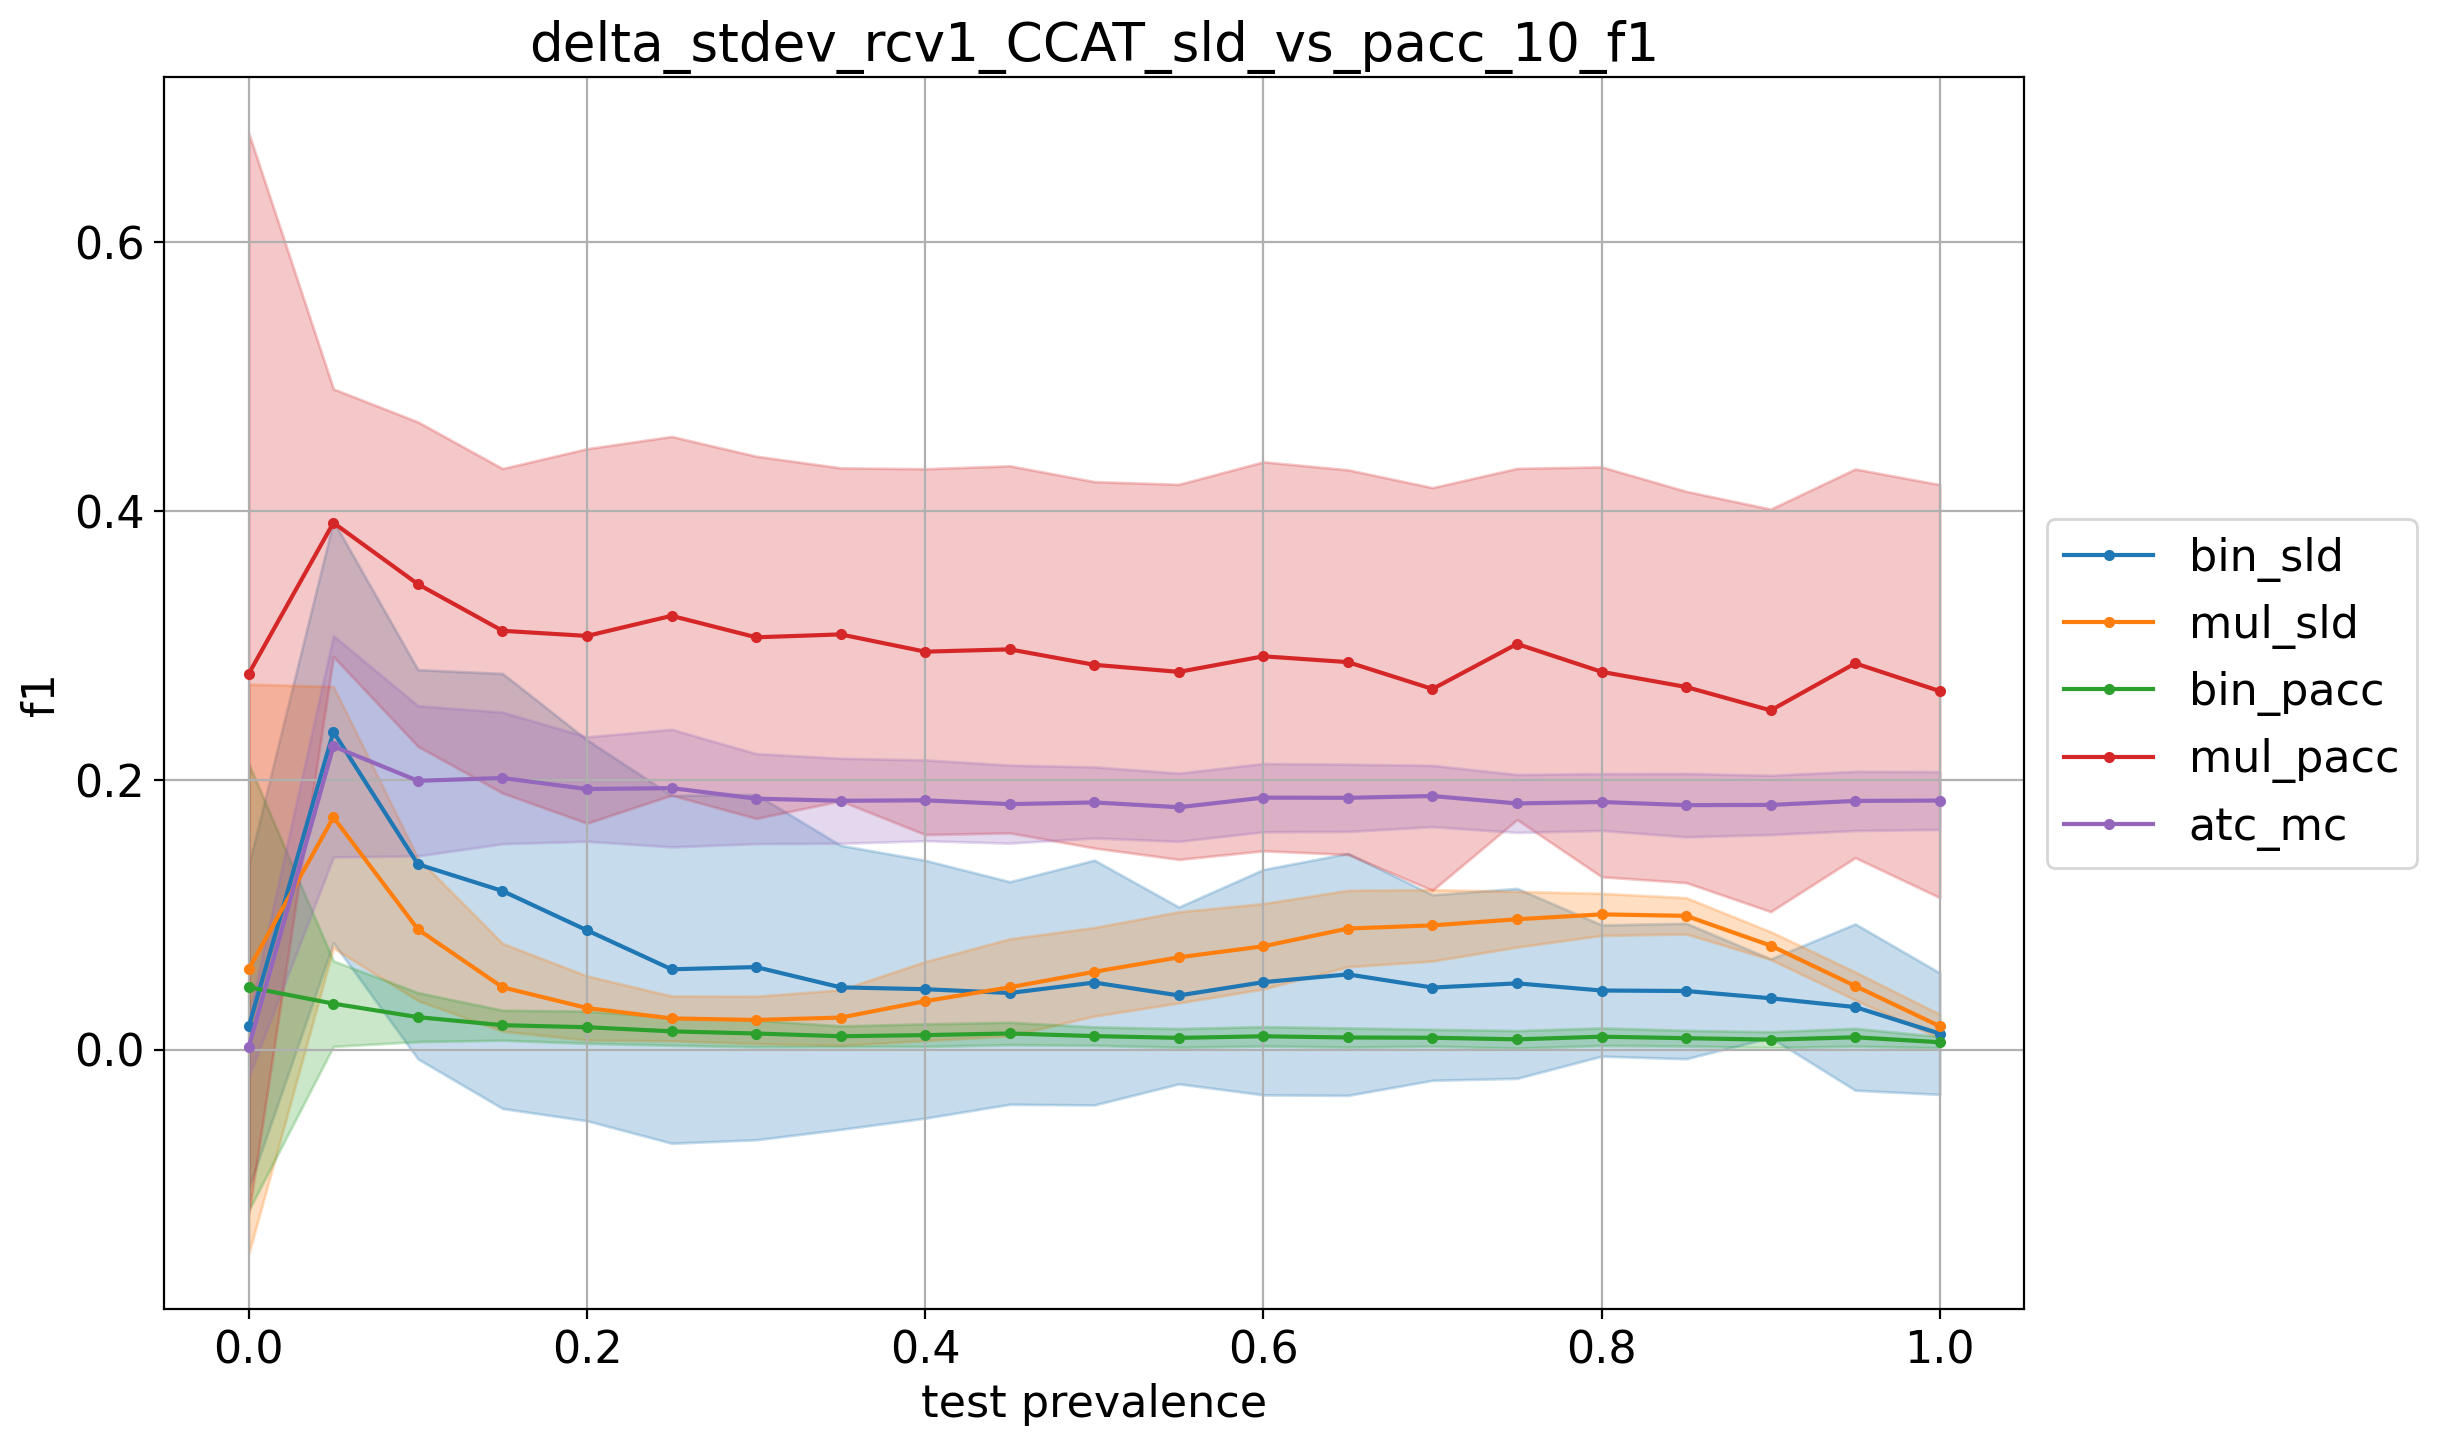 delta_stdev_rcv1_CCAT_sld_vs_pacc_10_f1
f1
0.6
0.4
0.2
0.0
0.0 0.2 0.4 0.6 0.8 1.0
test prevalence
bin_sld
mul_sld
bin_pacc
mul_pacc
atc_mc